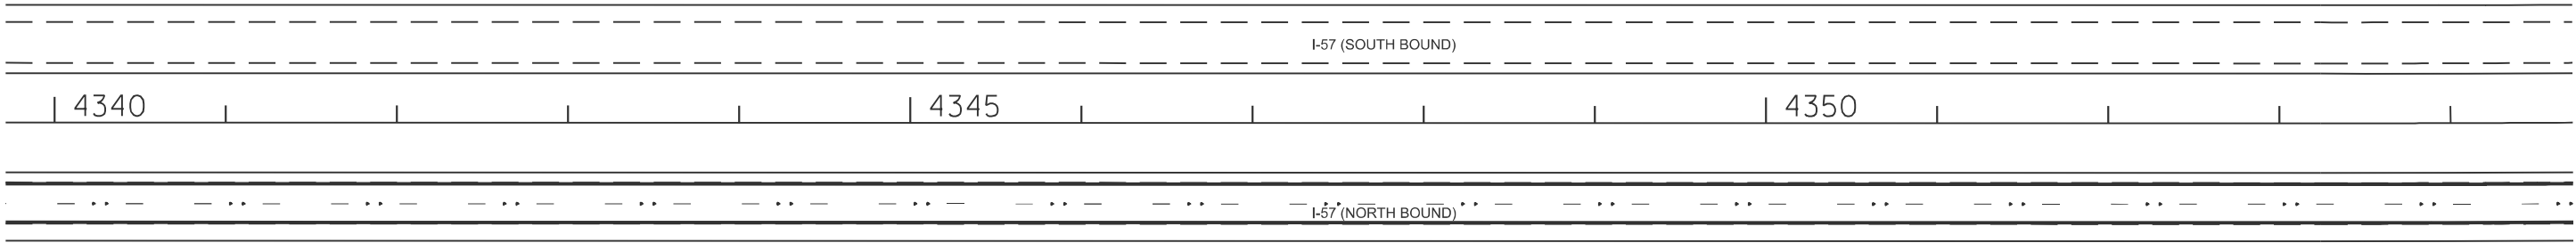 I-57 (SOUTH BOUND)
4340 4345 4350
I-57 (NORTH BOUND)